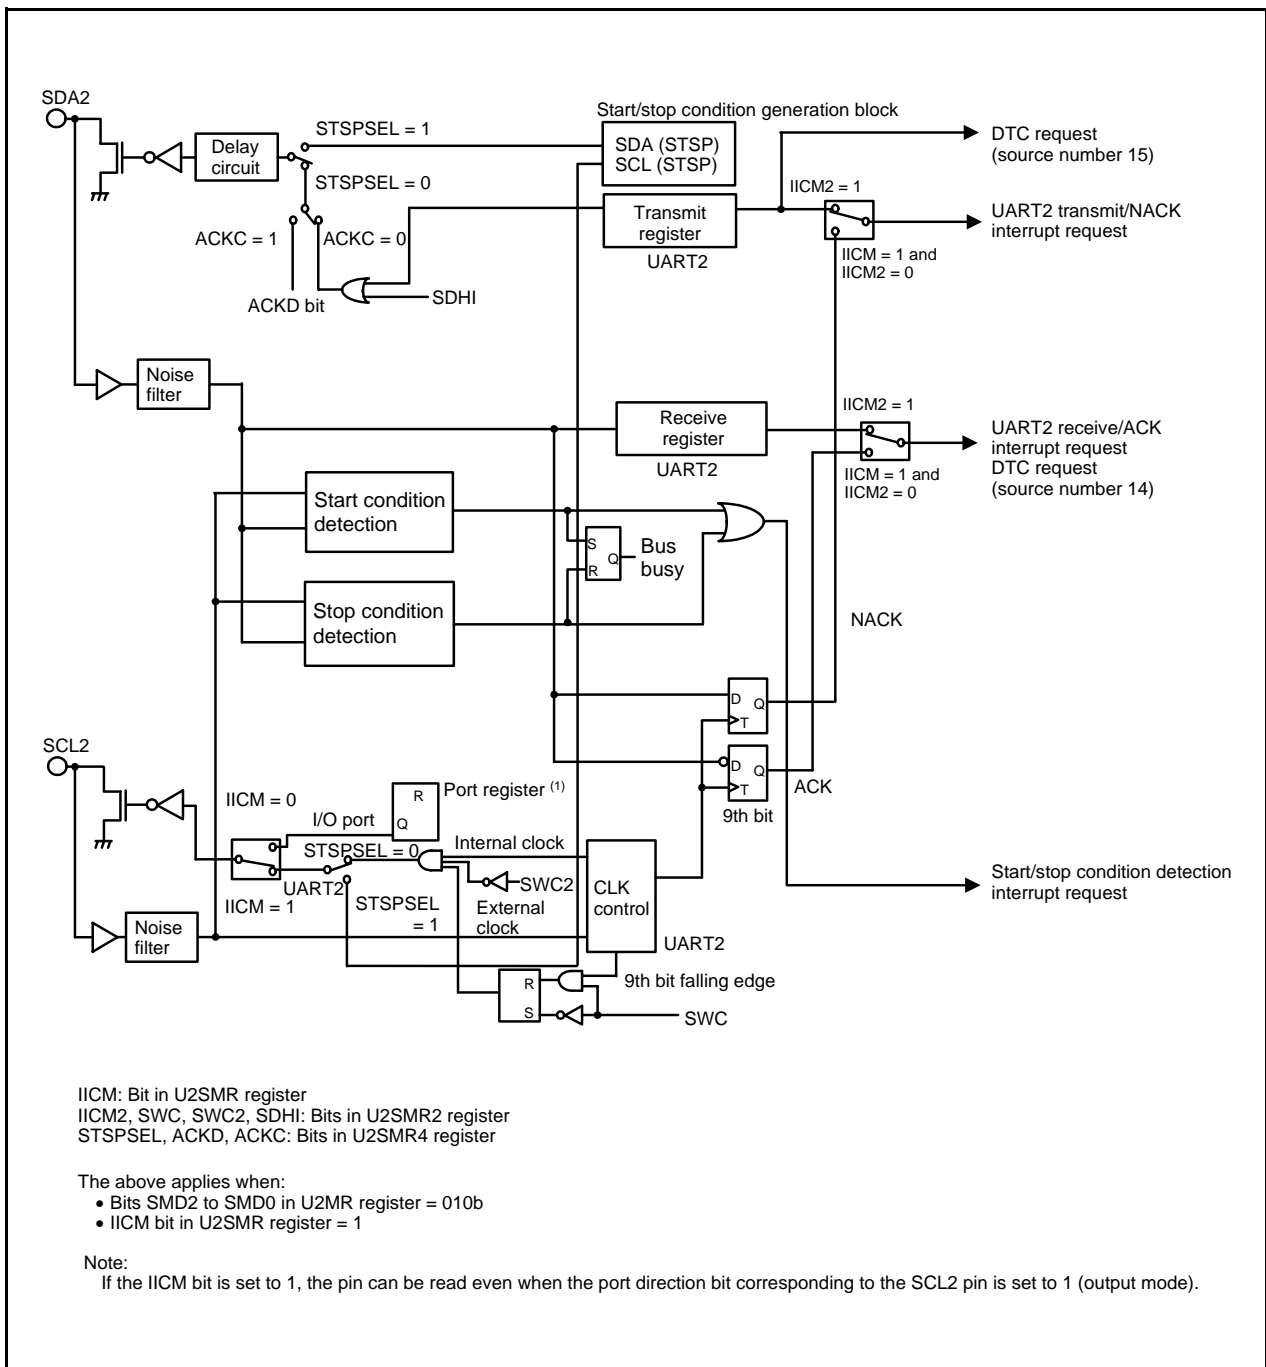 SDA2
Start/stop condition generation block
STSPSEL = 1
SDA (STSP)
SCL (STSP)
DTC request
(source number 15)
Delay
circuit
STSPSEL = 0
IICM2 = 1
Transmit
register
UART2 transmit/NACK
interrupt request
ACKC = 1
ACKC = 0
UART2
IICM = 1 and
IICM2 = 0
ACKD bit
SDHI
Noise
filter
IICM2 = 1
Receive
register
UART2 receive/ACK
interrupt request
DTC request
(source number 14)
UART2
IICM = 1 and
IICM2 = 0
Start condition
detection
S
Q
R
Bus
busy
Stop condition
detection
NACK
D
Q
T
SCL2
D
Q
T
ACK
9th bit
Port register (1)
R
Q
IICM = 0
I/O port
Internal clock
STSPSEL = 0
UART2
SWC2
CLK
control
Start/stop condition detection
interrupt request
IICM = 1
STSPSEL
= 1
External
clock
Noise
filter
UART2
R
S
9th bit falling edge
SWC
IICM: Bit in U2SMR register
IICM2, SWC, SWC2, SDHI: Bits in U2SMR2 register
STSPSEL, ACKD, ACKC: Bits in U2SMR4 register
The above applies when:
• Bits SMD2 to SMD0 in U2MR register = 010b
• IICM bit in U2SMR register = 1
Note:
If the IICM bit is set to 1, the pin can be read even when the port direction bit corresponding to the SCL2 pin is set to 1 (output mode).